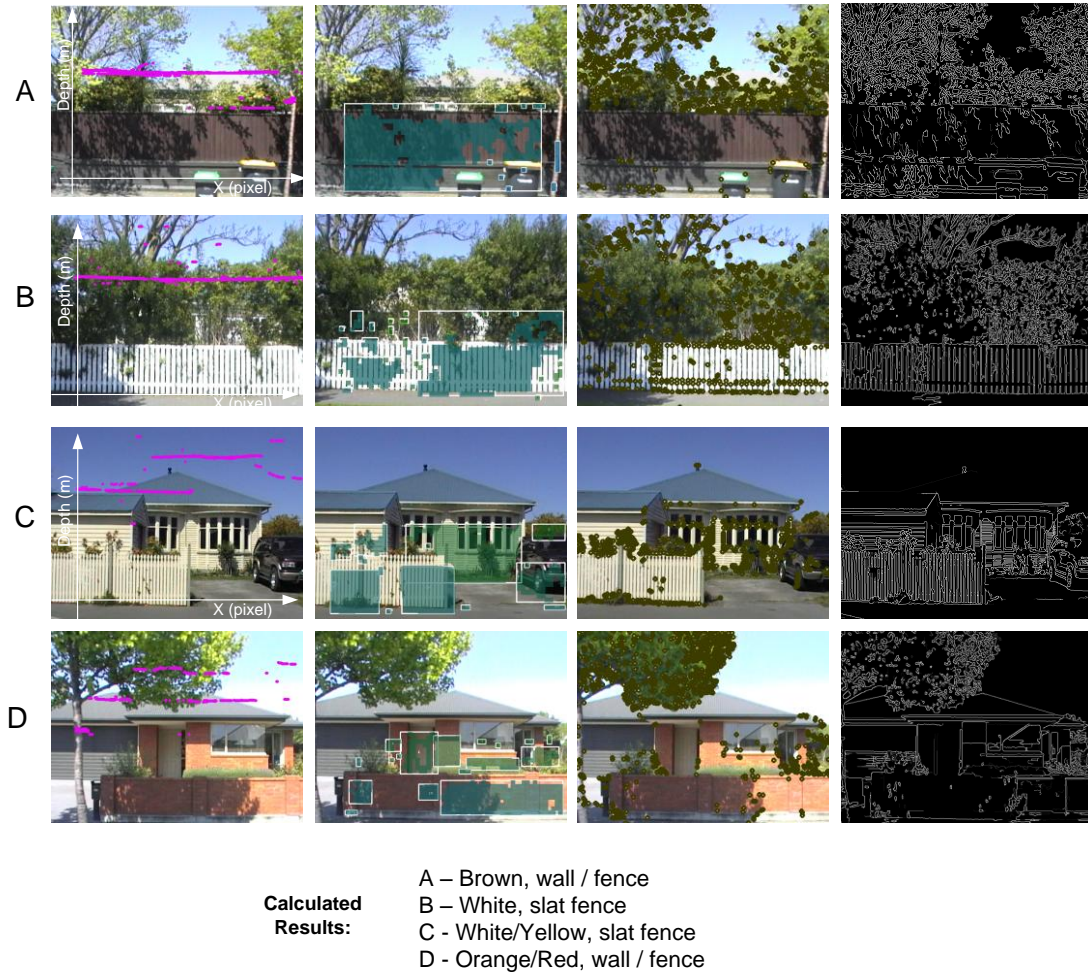 A
Depth (m)
X (pixel)
B
Depth (m)
X (pixel)
C
Depth (m)
X (pixel)
D
Calculated
Results:
A – Brown, wall / fence
B – White, slat fence
C - White/Yellow, slat fence
D - Orange/Red, wall / fence